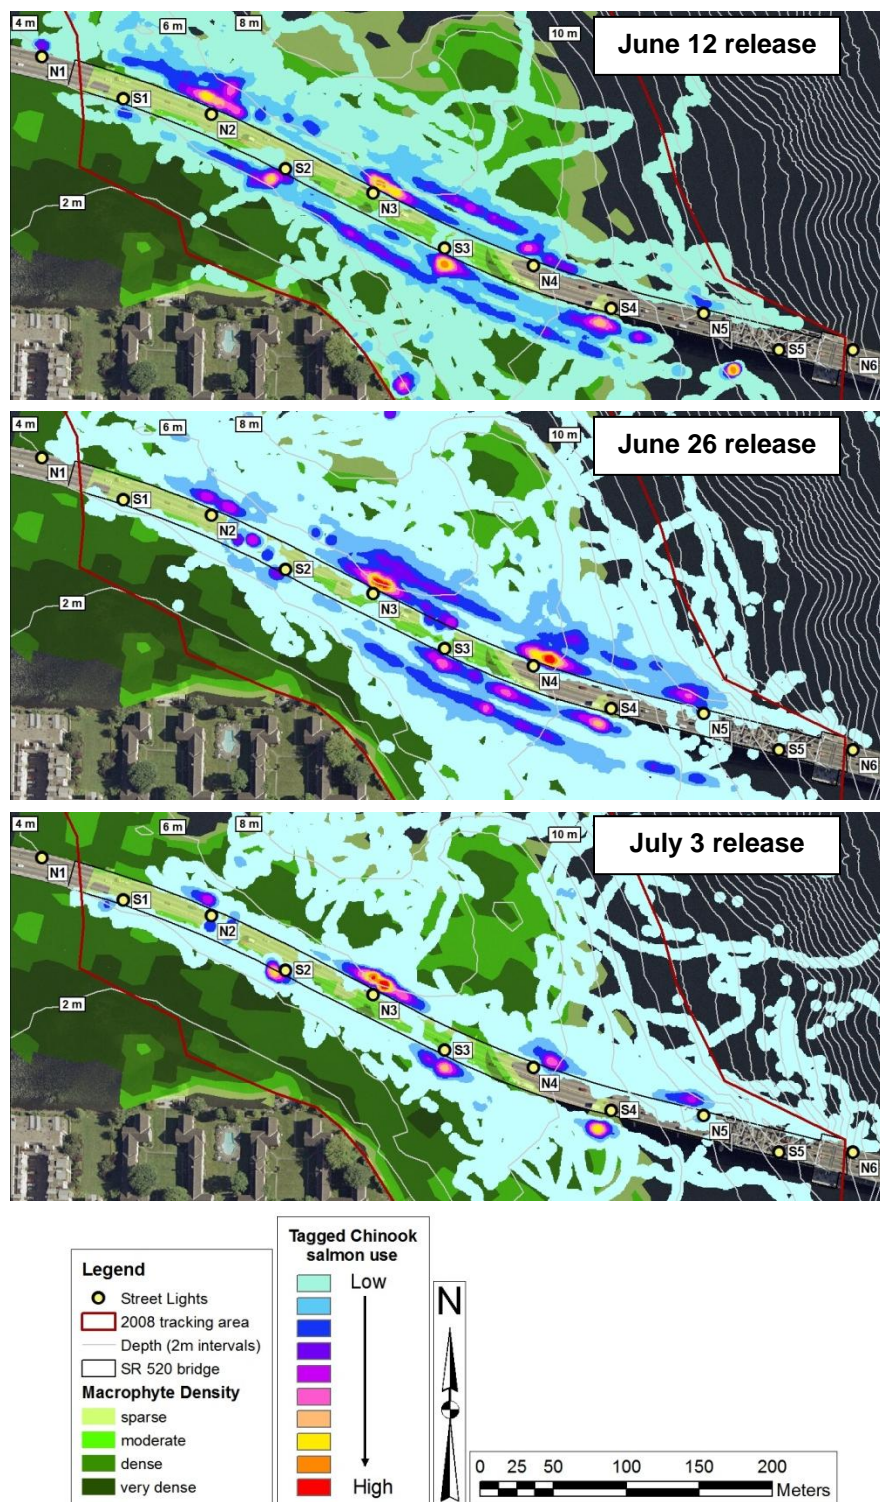 4 m
6 m
8 m
10 m
June 12 release
N1
S1
N2
S2
2 m
N3
S3
N4
S4
N5
S5
N6
4 m
6 m
8 m
10 m
June 26 release
N1
S1
N2
S2
2 m
N3
S3
N4
S4
N5
S5
N6
4 m
6 m
8 m
10 m
July 3 release
N1
S1
N2
S2
2 m
N3
S3
N4
S4
N5
S5
N6
Legend
Street Lights
2008 tracking area
Depth (2m intervals)
SR 520 bridge
Macrophyte Density
sparse
moderate
dense
very dense
Tagged Chinook
salmon use
Low
High
N
0 25 50 100 150 200
Meters